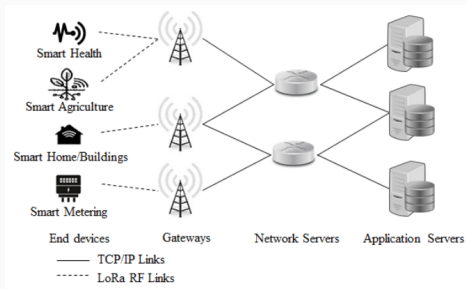 Smart Health
Smart Agriculture
Smart Home/Buildings
Smart Metering
End devices Gateways Network Servers Application Servers
TCP/IP Links
LoRa RF Links